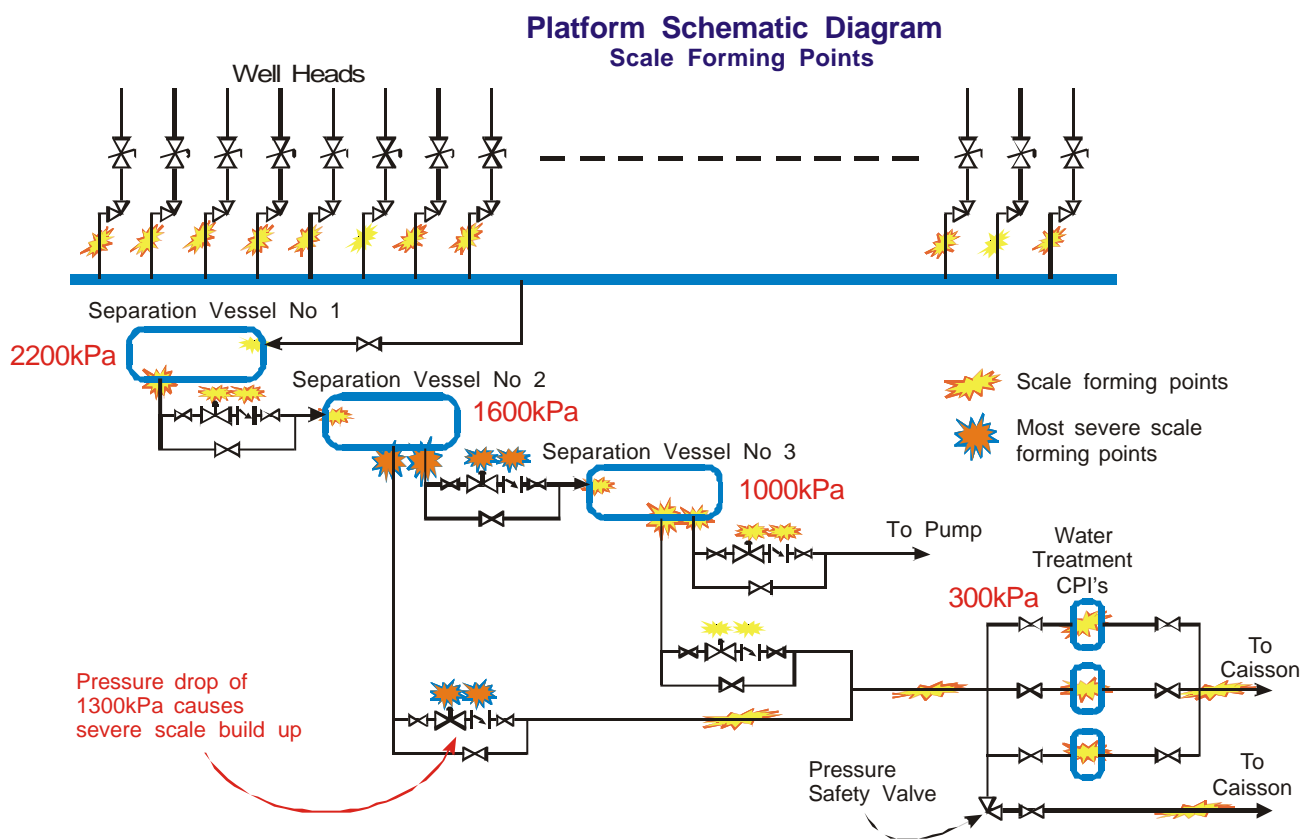 Platform Schematic Diagram
Scale Forming Points
Well Heads
Separation Vessel No 1
2200kPa
Separation Vessel No 2
1600kPa
Scale forming points
Most severe scale
forming points
Separation Vessel No 3
1000kPa
To Pump
Water
Treatment
CPI's
300kPa
To
Caisson
Pressure drop of
1300kPa causes
severe scale build up
Pressure
Safety Valve
To
Caisson